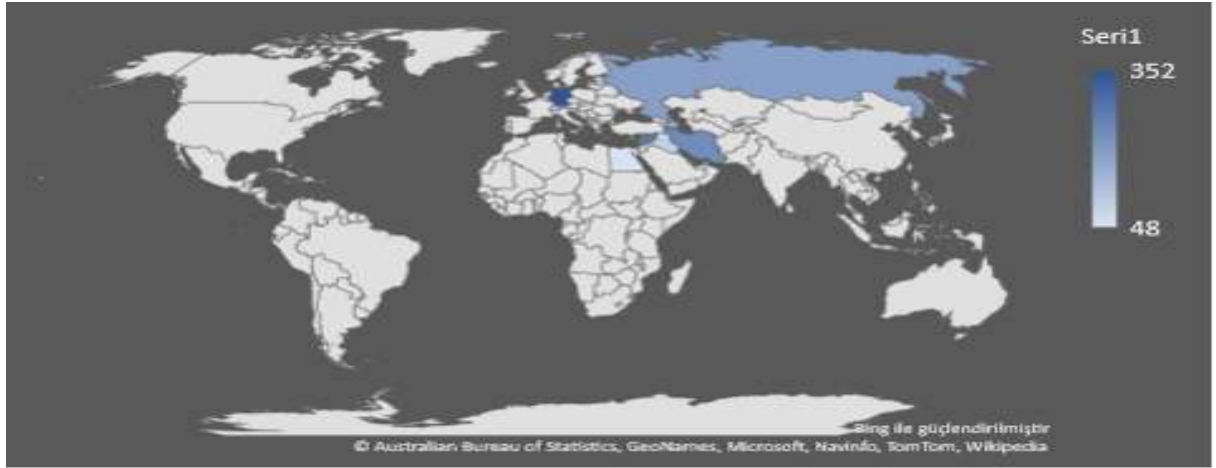 Seri1
352
48
Bing ile güçlendirilmiştir
© Australian Bureau of Statistics, GeoNames, Microsoft, Navinfo, TomTom, Wikipedia